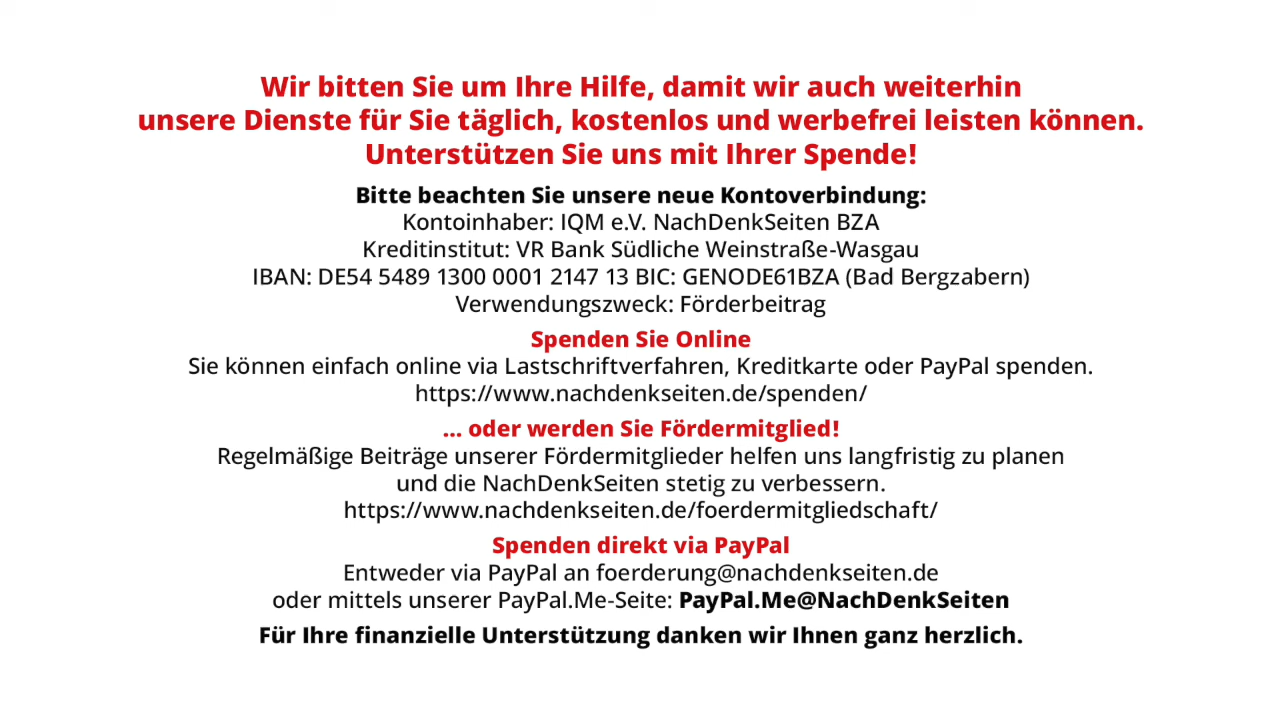 Wir bitten Sie um Ihre Hilfe, damit wir auch weiterhin
unsere Dienste für Sie täglich, kostenlos und werbefrei leisten können.
Unterstützen Sie uns mit Ihrer Spende!
Bitte beachten Sie unsere neue Kontoverbindung:
Kontoinhaber: IQM e.V. NachDenkSeiten BZA
Kreditinstitut: VR Bank Südliche Weinstraße-Wasgau
IBAN: DE54 5489 1300 0001 2147 13 BIC: GENODE61BZA (Bad Bergzabern)
Verwendungszweck: Förderbeitrag
Spenden Sie Online
Sie können einfach online via Lastschriftverfahren, Kreditkarte oder PayPal spenden.
https://www.nachdenkseiten.de/spenden/
... oder werden Sie Fördermitglied!
Regelmäßige Beiträge unserer Fördermitglieder helfen uns langfristig zu planen
und die NachDenkSeiten stetig zu verbessern.
https://www.nachdenkseiten.de/foerdermitgliedschaft/
Spenden direkt via PayPal
Entweder via PayPal an foerderung@nachdenkseiten.de
oder mittels unserer PayPal.Me-Seite: PayPal.Me@NachDenkSeiten
Für Ihre finanzielle Unterstützung danken wir Ihnen ganz herzlich.